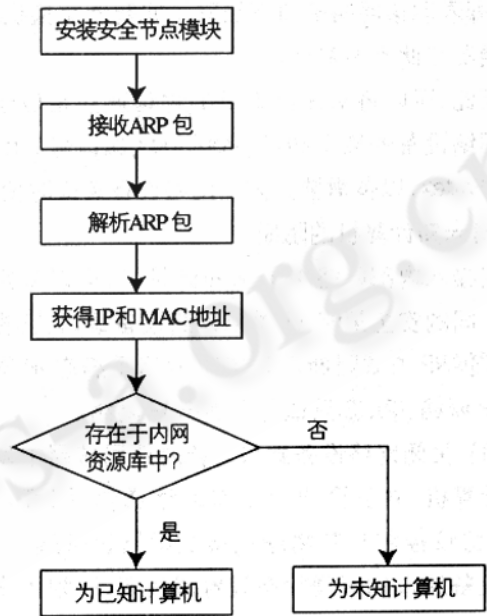 安装安全节点模块
接收ARP 包
解析ARP 包
获得IP和MAC地址
存在于内网
资源库中?
否
是
为已知计算机
为未知计算机
s-a.org.cn